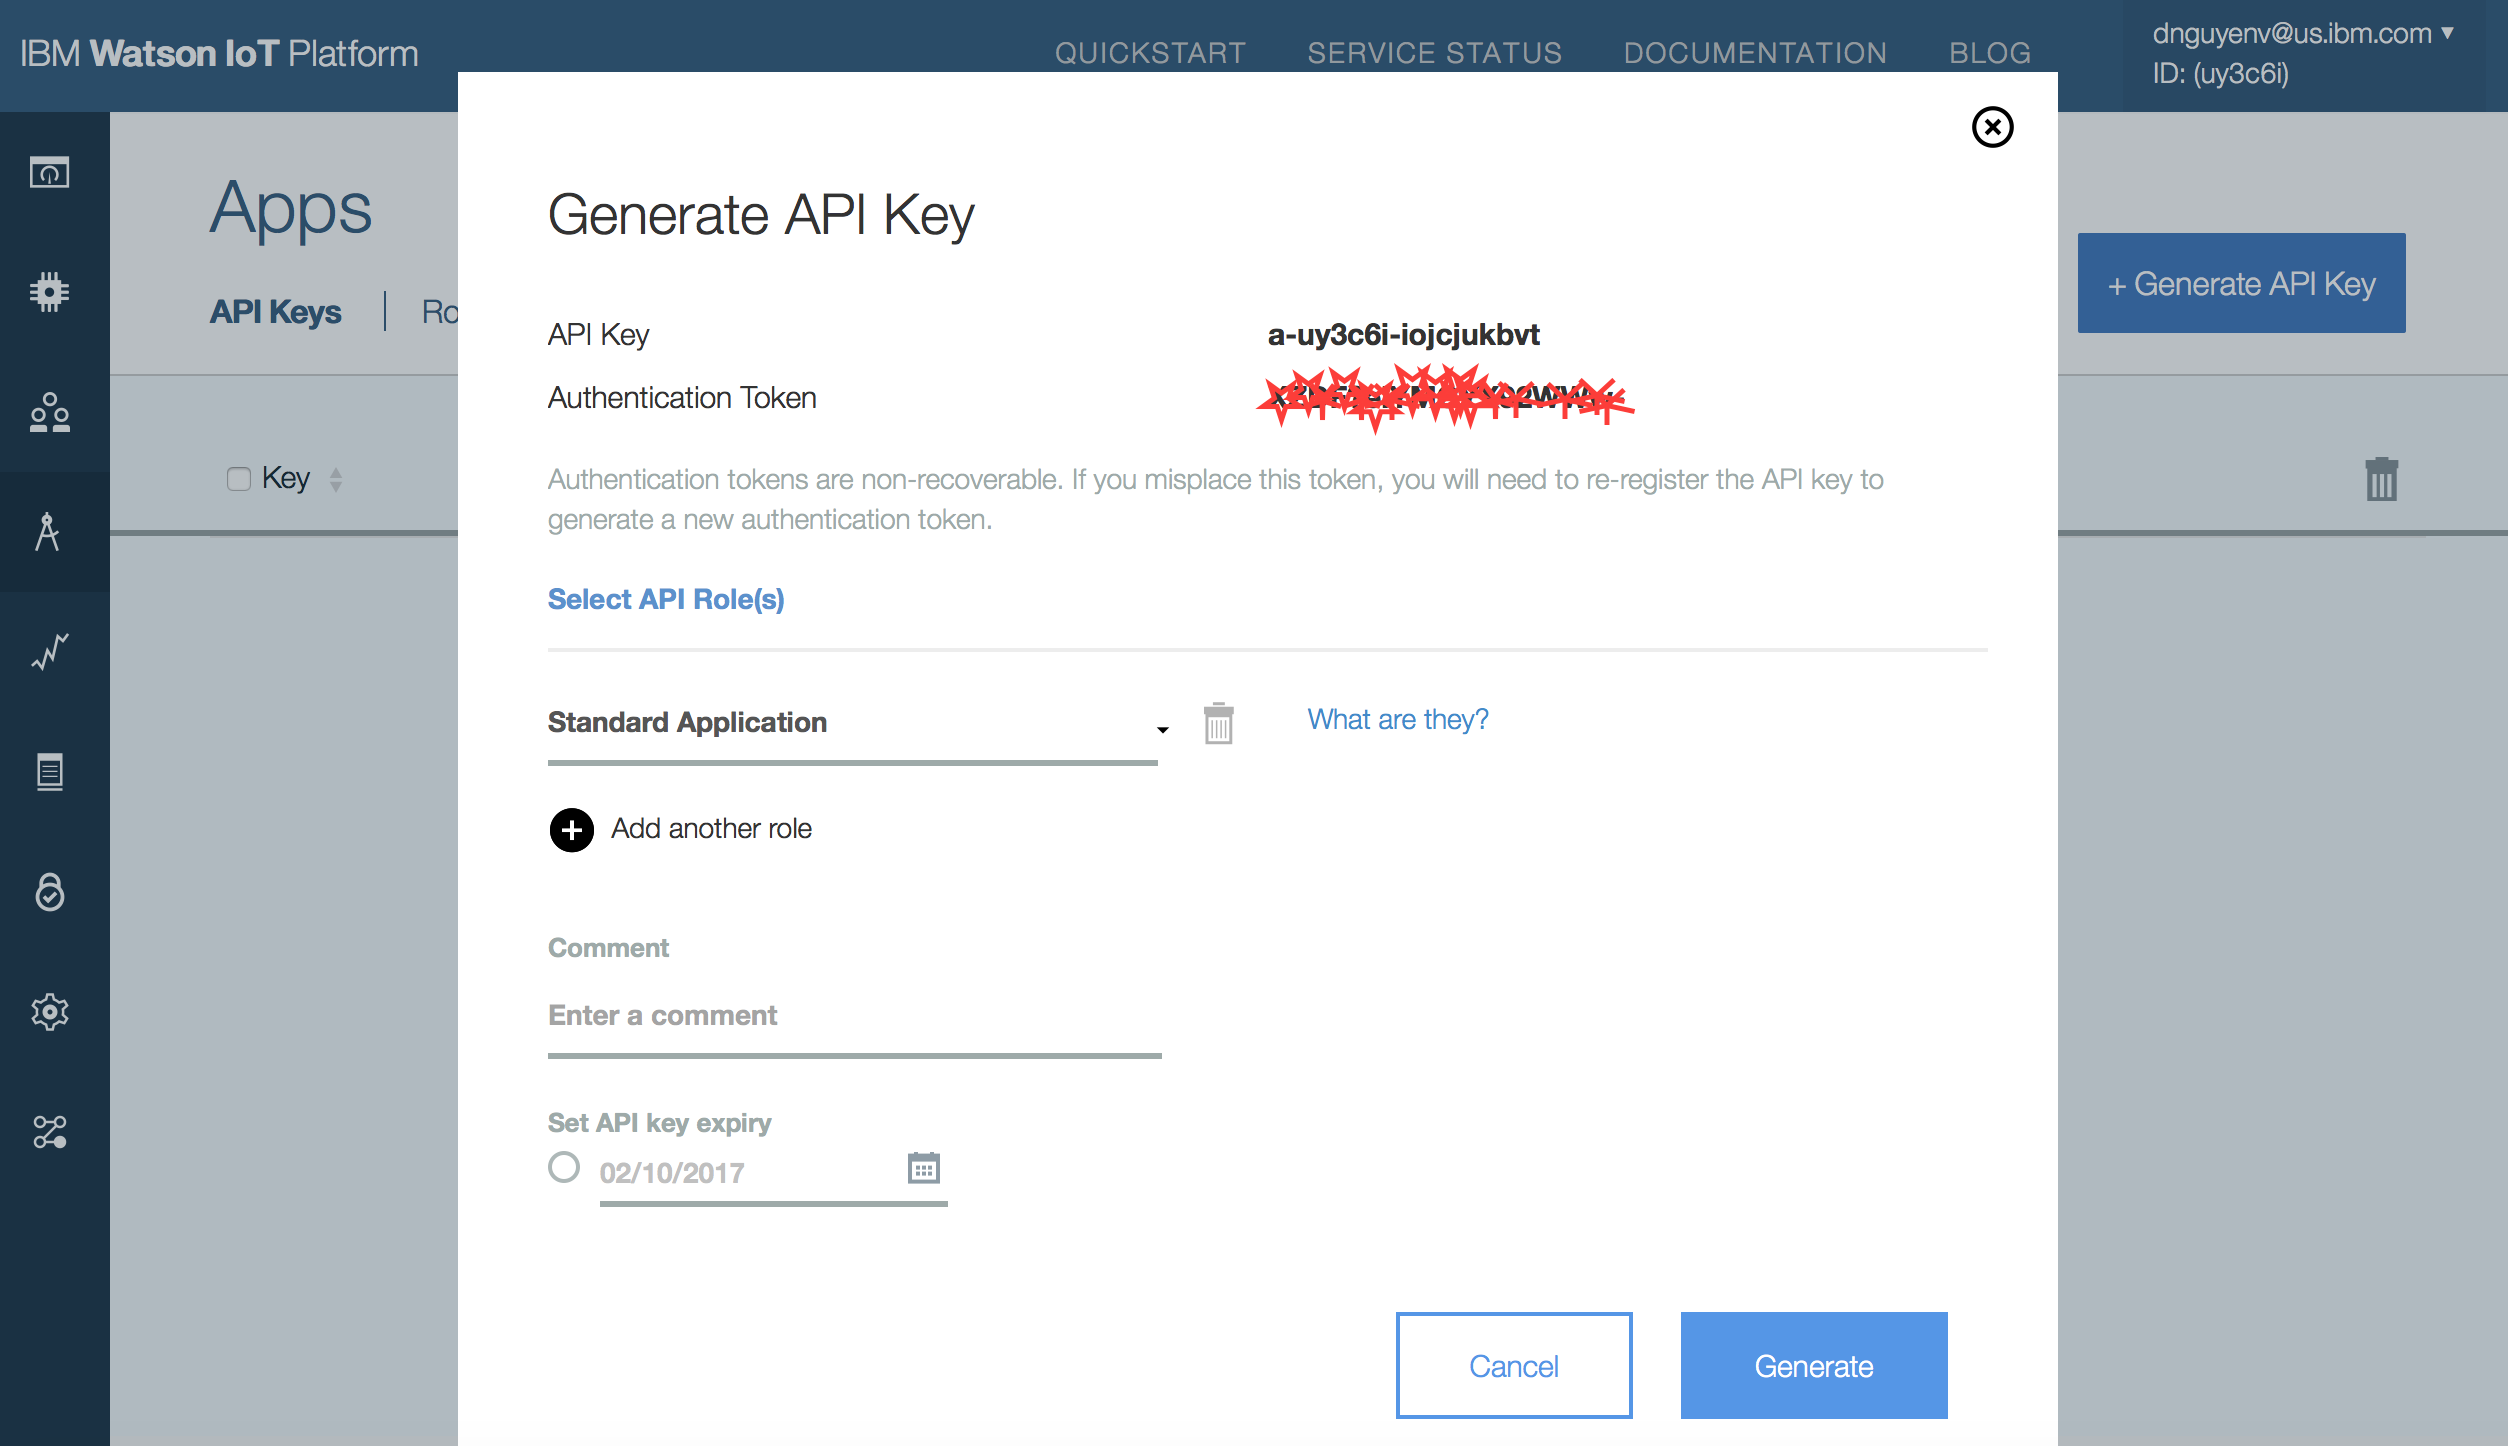 IBM Watson IoT Platform
QUICKSTART
SERVICE STATUS
DOCUMENTATION
BLOG
dnguyenv@us.ibm.com ▼
ID: (uy3c6i)
Apps
API Keys
Ro
+ Generate API Key
Key
Generate API Key
API Key
a-uy3c6i-iojcjukbvt
Authentication Token
Authentication tokens are non-recoverable. If you misplace this token, you will need to re-register the API key to
generate a new authentication token.
Select API Role(s)
Standard Application
What are they?
Add another role
Comment
Enter a comment
Set API key expiry
02/10/2017
Cancel
Generate